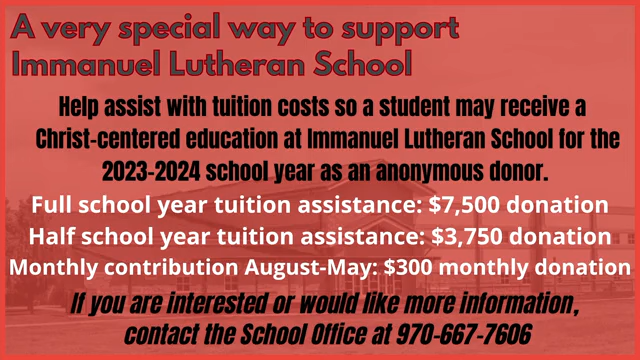 A very special way to support
Immanuel Lutheran School
Help assist with tuition costs so a student may receive a
Christ-centered education at Immanuel Lutheran School for the
2023-2024 school year as an anonymous donor.
Full school year tuition assistance: $7,500 donation
Half school year tuition assistance: $3,750 donation
Monthly contribution August-May: $300 monthly donation
If you are interested or would like more information,
contact the School Office at 970-667-7606